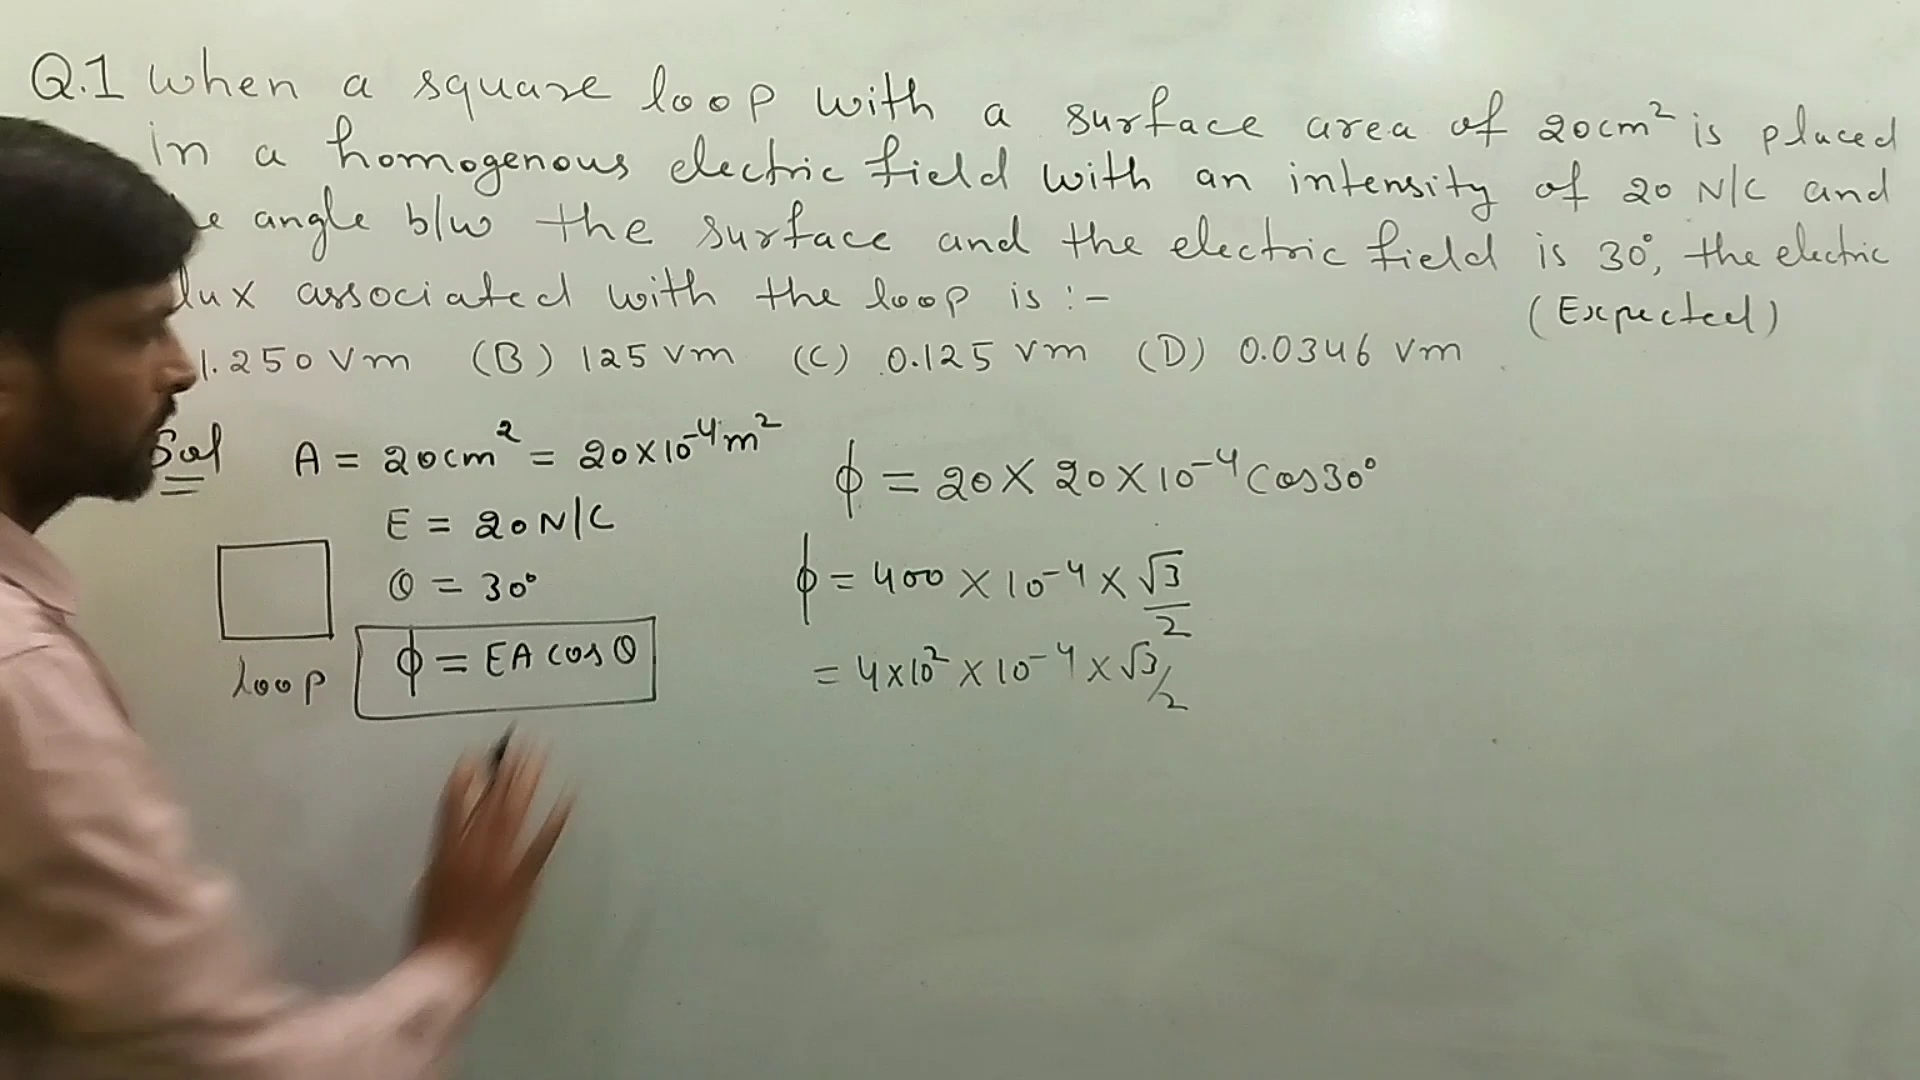 Q.1 When a square loop with a surface area of 20cm² is placed
in a homogenous electric field with an intensity of 20 N/C and
angle b/w the surface and the electric field is 30°, the electric
associated with the loop is :-
(Expected)
1.250 Vm (B) 125 Vm (C) 0.125 Vm (D) 0.0346 Vm
Sol A = 20cm² = 20×10⁻⁴m²
E = 20N/C
θ = 30°
ϕ = EA cosθ
loop
ϕ = 20 × 20 × 10⁻⁴ Cos30°
ϕ = 400 × 10⁻⁴ × √3/2
= 4×10² × 10⁻⁴ × √3/2